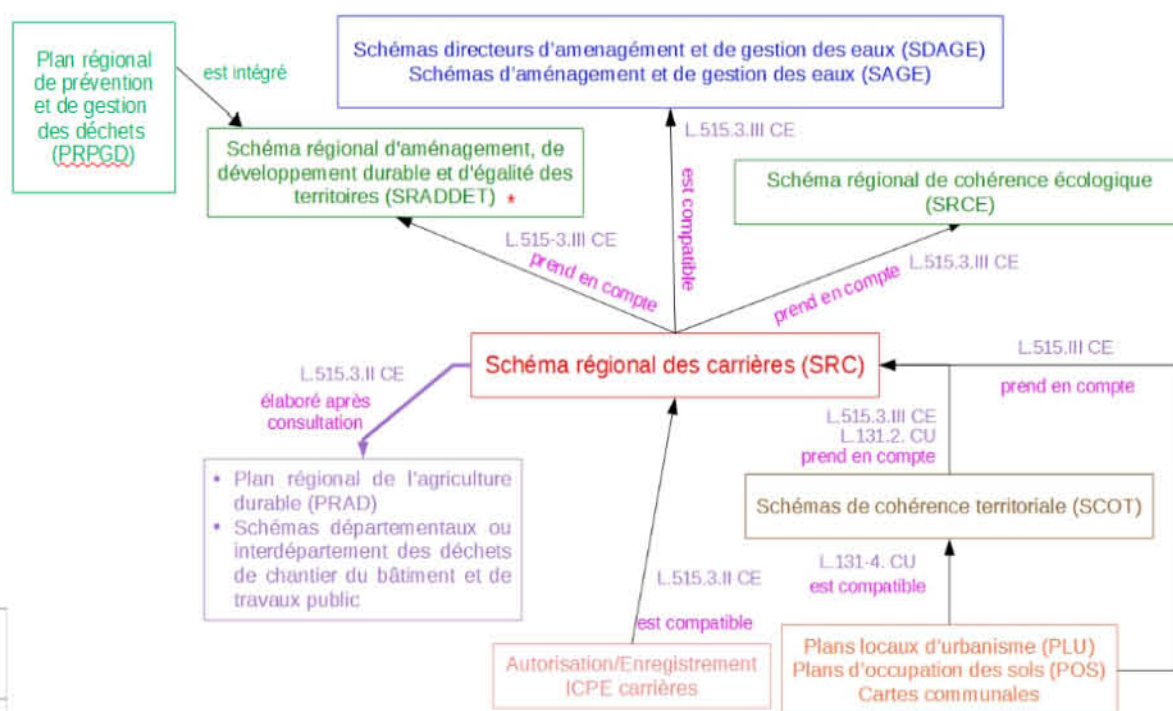 Plan régional
de prévention
et de gestion
des déchets
(PRPGD)
est intégré
Schémas directeurs d'amenagément et de gestion des eaux (SDAGE)
Schémas d'aménagement et de gestion des eaux (SAGE)
L.515.3.III CE
est compatible
Schéma régional d'aménagement, de
développement durable et d'égalité des
territoires (SRADDET) *
Schéma régional de cohérence écologique
(SRCE)
L.515-3.III CE
prend en compte
L.515.3.III CE
prend en compte
Schéma régional des carrières (SRC)
L.515.III CE
prend en compte
L.515.3.II CE
élaboré après
consultation
L.515.3.III CE
L.131.2. CU
prend en compte
• Plan régional de l'agriculture
durable (PRAD)
• Schémas départementaux ou
interdépartement des déchets
de chantier du bâtiment et de
travaux public
Schémas de cohérence territoriale (SCOT)
L.131-4. CU
est compatible
L.515.3.II CE
est compatible
Autorisation/Enregistrement
ICPE carrières
Plans locaux d'urbanisme (PLU)
Plans d'occupation des sols (POS)
Cartes communales